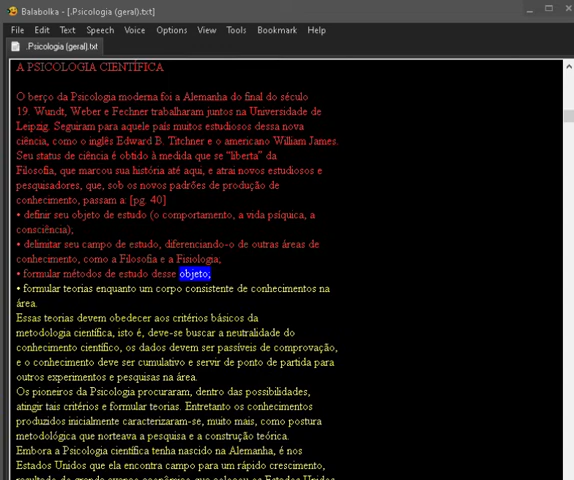 Balabolka - [.Psicologia (geral).txt]
File Edit Text Speech Voice Options View Tools Bookmark Help
.Psicologia (geral).txt
A PSICOLOGIA CIENTÍFICA
O berço da Psicologia moderna foi a Alemanha do final do século
19. Wundt, Weber e Fechner trabalharam juntos na Universidade de
Leipzig. Seguiram para aquele país muitos estudiosos dessa nova
ciência, como o inglês Edward B. Titchner e o americano William James.
Seu status de ciência é obtido à medida que se “liberta” da
Filosofia, que marcou sua história até aqui, e atrai novos estudiosos e
pesquisadores, que, sob os novos padrões de produção de
conhecimento, passam a: [pg. 40]
• definir seu objeto de estudo (o comportamento, a vida psíquica, a
consciência);
• delimitar seu campo de estudo, diferenciando-o de outras áreas de
conhecimento, como a Filosofia e a Fisiologia;
• formular métodos de estudo desse objeto;
• formular teorias enquanto um corpo consistente de conhecimentos na
área.
Essas teorias devem obedecer aos critérios básicos da
metodologia científica, isto é, deve-se buscar a neutralidade do
conhecimento científico, os dados devem ser passíveis de comprovação,
e o conhecimento deve ser cumulativo e servir de ponto de partida para
outros experimentos e pesquisas na área.
Os pioneiros da Psicologia procuraram, dentro das possibilidades,
atingir tais critérios e formular teorias. Entretanto os conhecimentos
produzidos inicialmente caracterizaram-se, muito mais, como postura
metodológica que norteava a pesquisa e a construção teórica.
Embora a Psicologia científica tenha nascido na Alemanha, é nos
Estados Unidos que ela encontra campo para um rápido crescimento,
resultado do grande avanço econômico que colocou os Estados Unidos